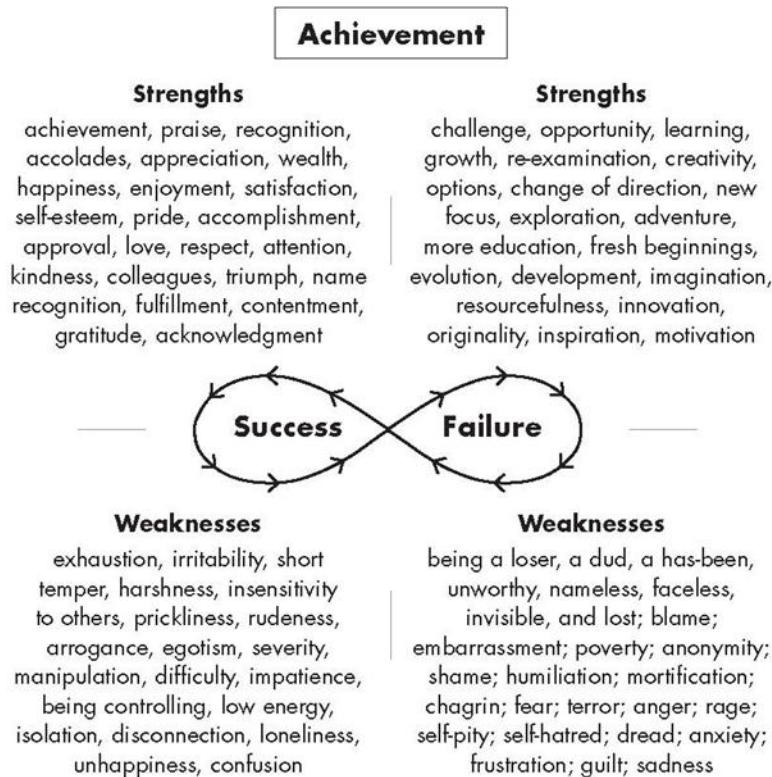 Achievement
Strengths
achievement, praise, recognition,
accolades, appreciation, wealth,
happiness, enjoyment, satisfaction,
self-esteem, pride, accomplishment,
approval, love, respect, attention,
kindness, colleagues, triumph, name
recognition, fulfillment, contentment,
gratitude, acknowledgment
Strengths
challenge, opportunity, learning,
growth, re-examination, creativity,
options, change of direction, new
focus, exploration, adventure,
more education, fresh beginnings,
evolution, development, imagination,
resourcefulness, innovation,
originality, inspiration, motivation
Success
Failure
Weaknesses
exhaustion, irritability, short
temper, harshness, insensitivity
to others, prickliness, rudeness,
arrogance, egotism, severity,
manipulation, difficulty, impatience,
being controlling, low energy,
isolation, disconnection, loneliness,
unhappiness, confusion
Weaknesses
being a loser, a dud, a has-been,
unworthy, nameless, faceless,
invisible, and lost; blame;
embarrassment; poverty; anonymity;
shame; humiliation; mortification;
chagrin; fear; terror; anger; rage;
self-pity; self-hatred; dread; anxiety;
frustration; guilt; sadness